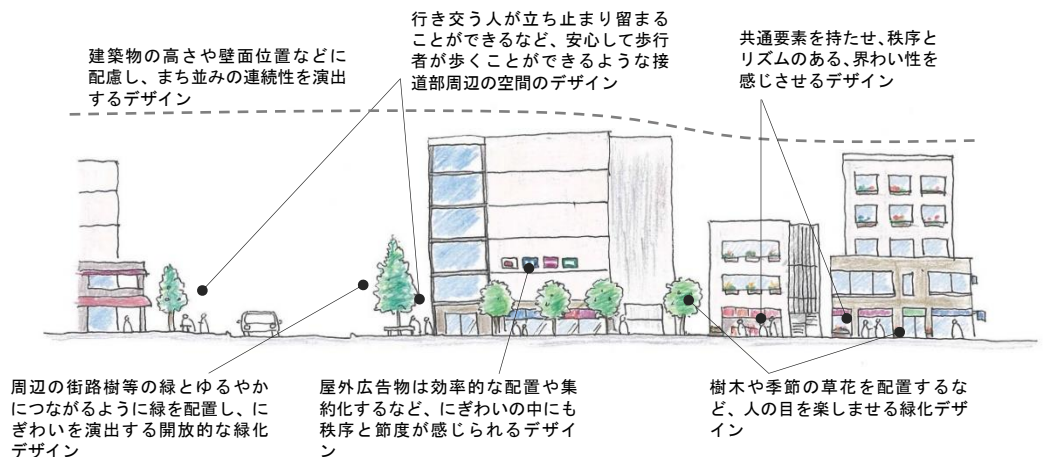 建築物の高さや壁面位置などに
配慮し、まち並みの連続性を演出
するデザイン
行き交う人が立ち止まり留まる
ことができるなど、安心して歩行
者が歩くことができるような接
道部周辺の空間のデザイン
共通要素を持たせ、秩序と
リズムのある、界わい性を
感じさせるデザイン
周辺の街路樹等の緑とゆるやか
につながるように緑を配置し、に
ぎわいを演出する開放的な緑化
デザイン
屋外広告物は効率的な配置や集
約化するなど、にぎわいの中にも
秩序と節度が感じられるデザイ
ン
樹木や季節の草花を配置するな
ど、人の目を楽しませる緑化デザ
イン